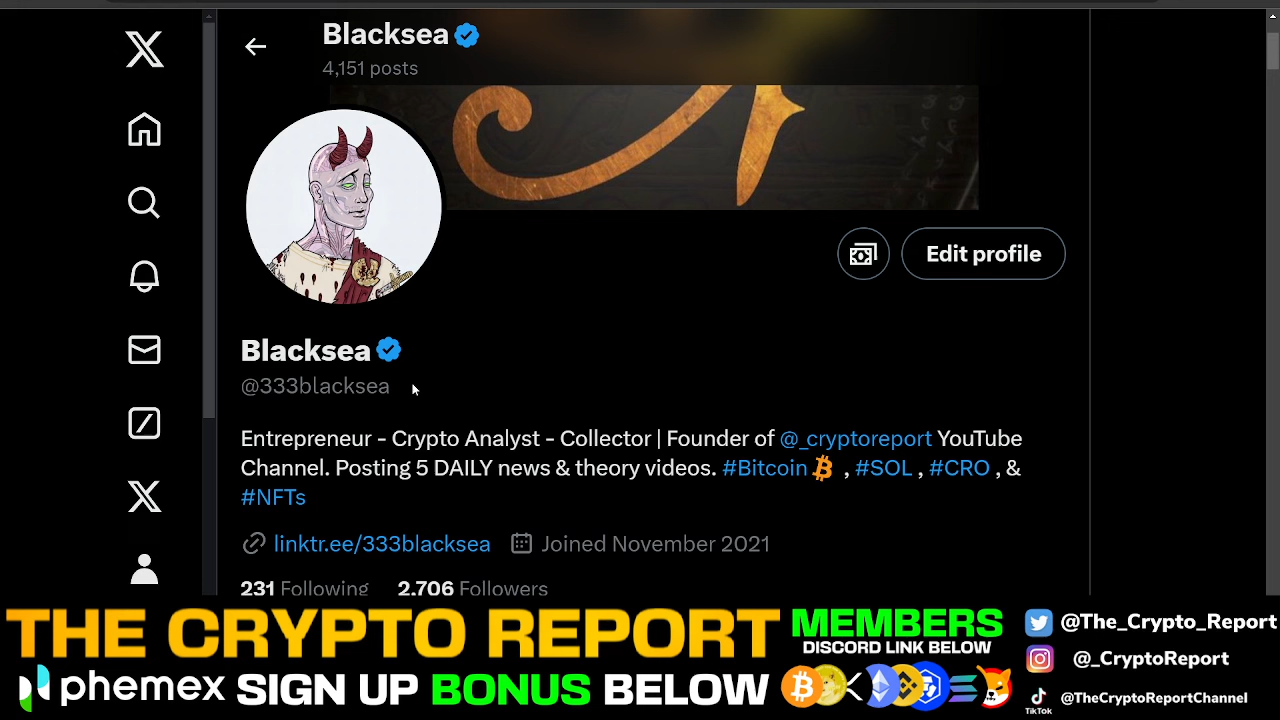 Blacksea
4,151 posts
Edit profile
Blacksea
@333blacksea
Entrepreneur - Crypto Analyst - Collector | Founder of @_cryptoreport YouTube
Channel. Posting 5 DAILY news & theory videos. #Bitcoin , #SOL , #CRO , &
#NFTs
linktr.ee/333blacksea Joined November 2021
231 Following 2,706 Followers
THE CRYPTO REPORT
phemex SIGN UP BONUS BELOW
MEMBERS
DISCORD LINK BELOW
@The_Crypto_Report
@_CryptoReport
TikTok @TheCryptoReportChannel